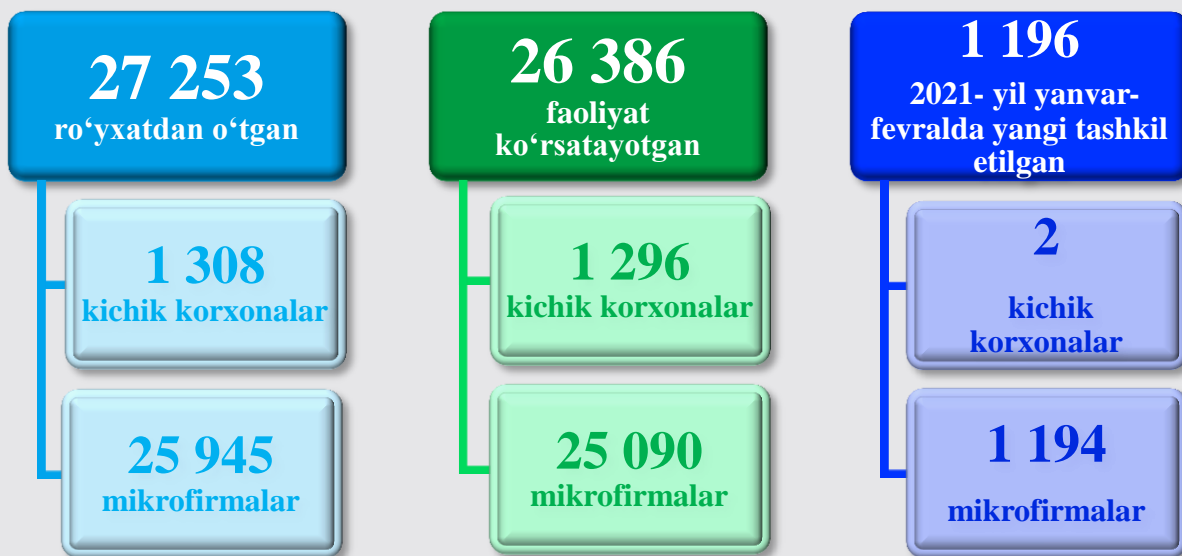 27 253
ro‘yxatdan o‘tgan
1 308
kichik korxonalar
25 945
mikrofirmalar
26 386
faoliyat
ko‘rsatayotgan
1 296
kichik korxonalar
25 090
mikrofirmalar
1 196
2021- yil yanvar-
fevralda yangi tashkil
etilgan
2
kichik
korxonalar
1 194
mikrofirmalar